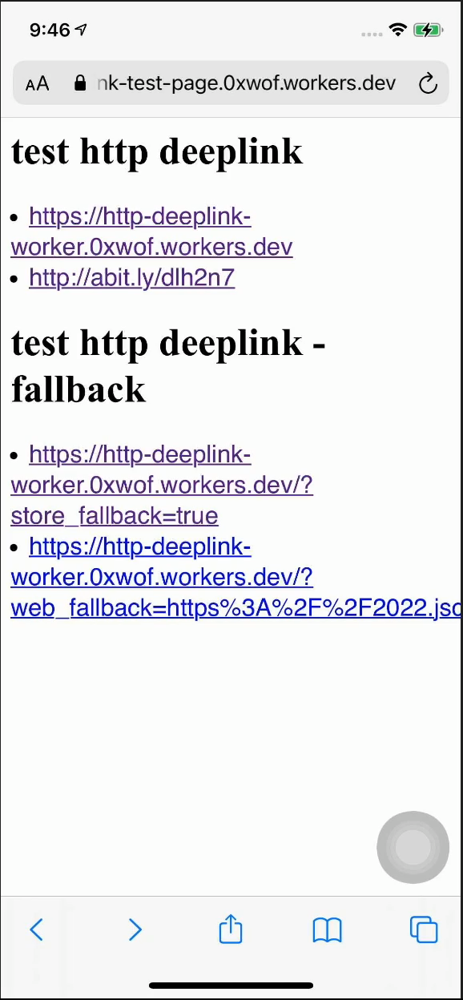 9:46
AA nk-test-page.0xwof.workers.dev
test http deeplink
• https://http-deeplink-
worker.0xwof.workers.dev
• http://abit.ly/dlh2n7
test http deeplink -
fallback
• https://http-deeplink-
worker.0xwof.workers.dev/?
store_fallback=true
• https://http-deeplink-
worker.0xwof.workers.dev/?
web_fallback=https%3A%2F%2F2022.jsc